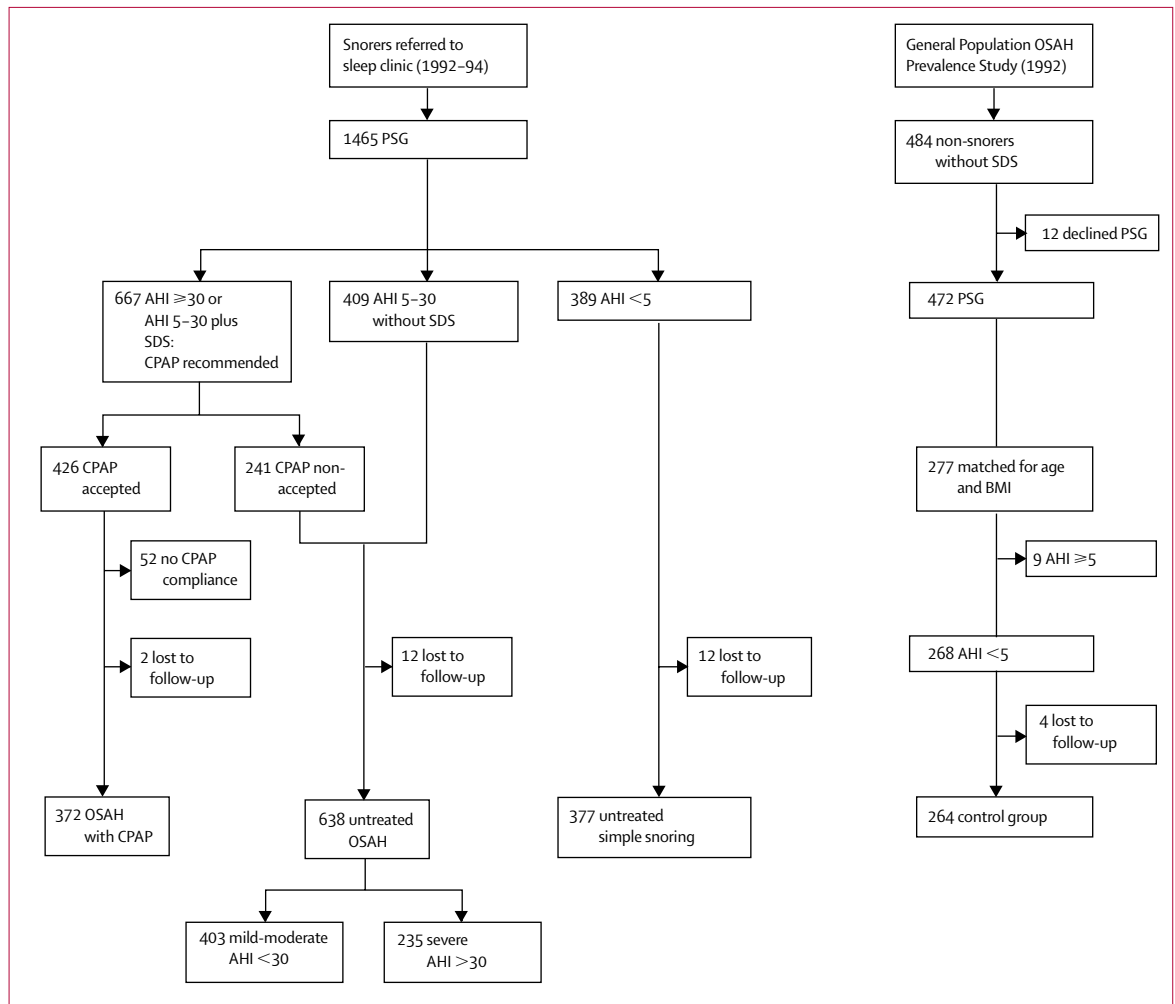 Snorers referred to
sleep clinic (1992–94)
General Population OSAH
Prevalence Study (1992)
1465 PSG
484 non-snorers
without SDS
12 declined PSG
667 AHI ≥30 or
AHI 5–30 plus
SDS:
CPAP recommended
409 AHI 5–30
without SDS
389 AHI <5
472 PSG
426 CPAP
accepted
241 CPAP non-
accepted
277 matched for age
and BMI
52 no CPAP
compliance
9 AHI ≥5
2 lost to
follow-up
12 lost to
follow-up
12 lost to
follow-up
268 AHI <5
4 lost to
follow-up
372 OSAH
with CPAP
638 untreated
OSAH
377 untreated
simple snoring
264 control group
403 mild-moderate
AHI <30
235 severe
AHI >30